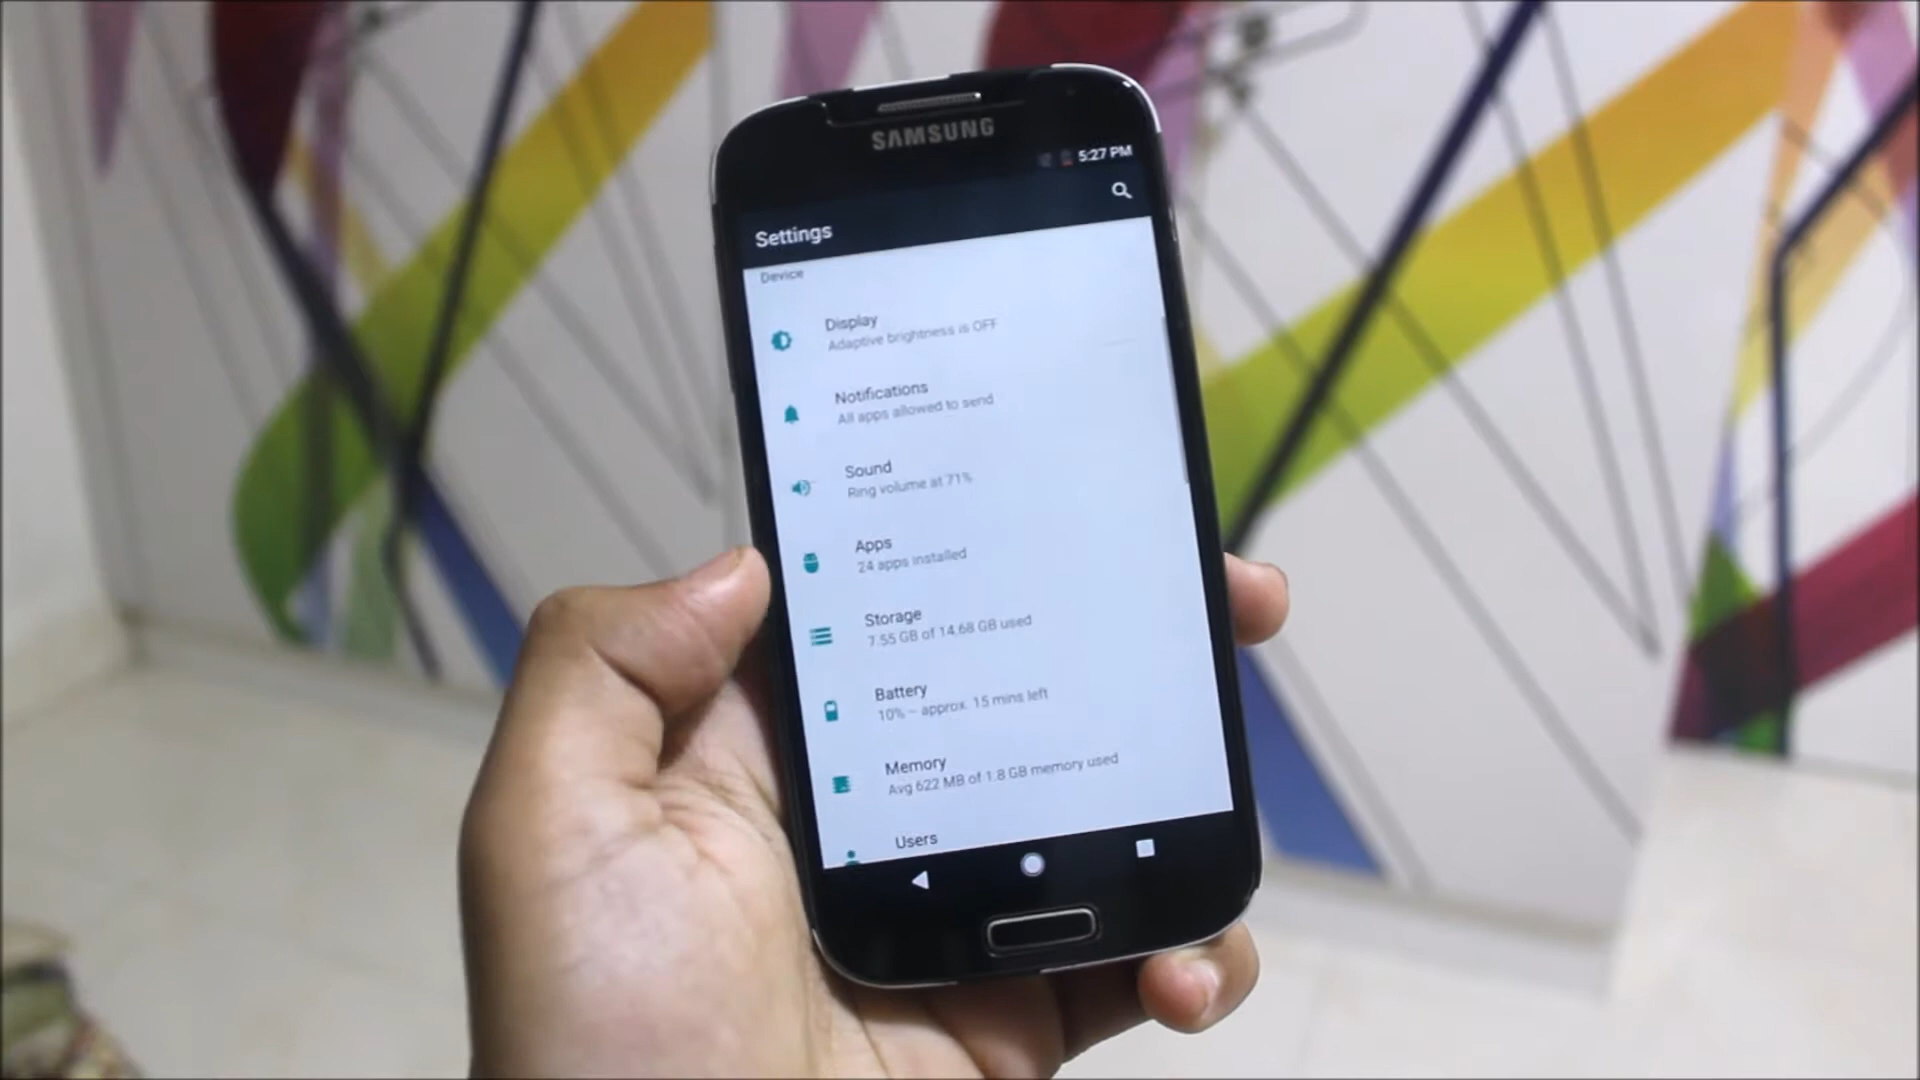 SAMSUNG
5:27 PM
Settings
Device
Display
Adaptive brightness is OFF
Notifications
All apps allowed to send
Sound
Ring volume at 71%
Apps
24 apps installed
Storage
7.55 GB of 14.68 GB used
Battery
10% – approx. 15 mins left
Memory
Avg 622 MB of 1.8 GB memory used
Users